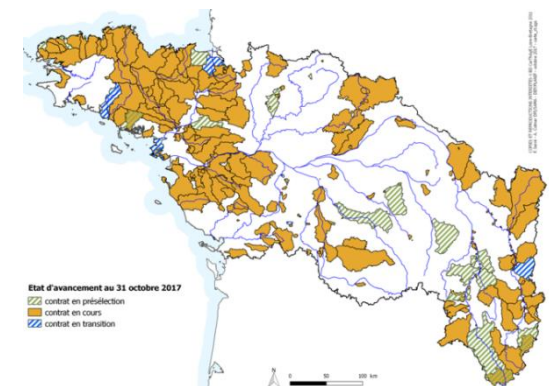 Etat d'avancement au 31 octobre 2017
contrat en présélection
contrat en cours
contrat en transition
0 50 100 km